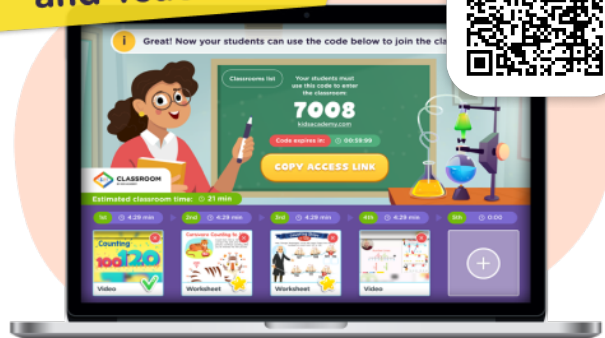 and
Great! Now your students can use the code below to join the cla
Classrooms list
Your students must
use this code to enter
the classroom:
7008
kidsacademy.com
Code expires in: 00:59:99
COPY ACCESS LINK
CLASSROOM
Estimated classroom time: 21 min
1st 4:29 min
2nd 4:29 min
3rd 4:29 min
4th 4:29 min
5th 0:00
Counting
100
120
Video
Worksheet
Worksheet
Video